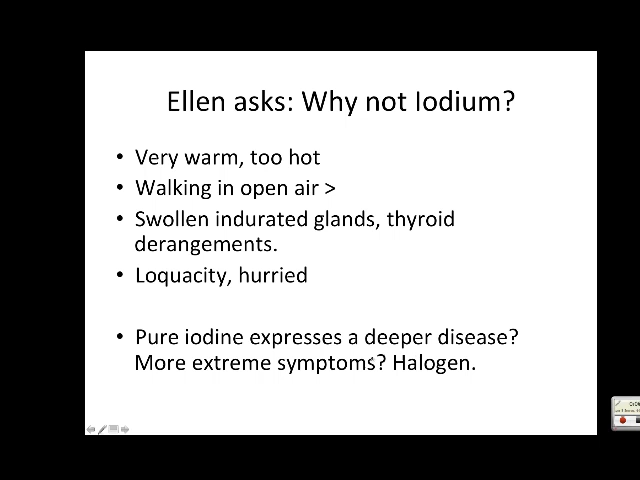 Ellen asks: Why not Iodium?
• Very warm, too hot
• Walking in open air >
• Swollen indurated glands, thyroid
derangements.
• Loquacity, hurried
• Pure iodine expresses a deeper disease?
More extreme symptoms? Halogen.